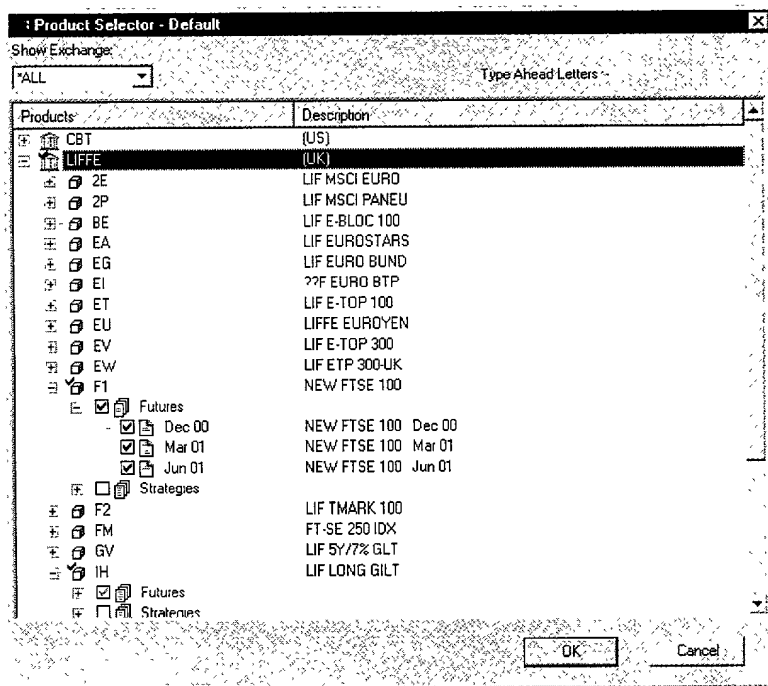 Product Selector - Default
Show Exchange:
*ALL
Type Ahead Letters -
Products Description
CBT (US)
LIFFE (UK)
2E LIF MSCI EURO
2P LIF MSCI PANEU
BE LIF E-BLOC 100
EA LIF EUROSTARS
EG LIF EURO BUND
EI ??F EURO BTP
ET LIF E-TOP 100
EU LIFFE EUROYEN
EV LIF E-TOP 300
EW LIF ETP 300-UK
F1 NEW FTSE 100
Futures
Dec 00 NEW FTSE 100 Dec 00
Mar 01 NEW FTSE 100 Mar 01
Jun 01 NEW FTSE 100 Jun 01
Strategies
F2 LIF TMARK 100
FM FT-SE 250 IDX
GV LIF 5Y/7% GLT
IH LIF LONG GILT
Futures
Strategies
OK Cancel